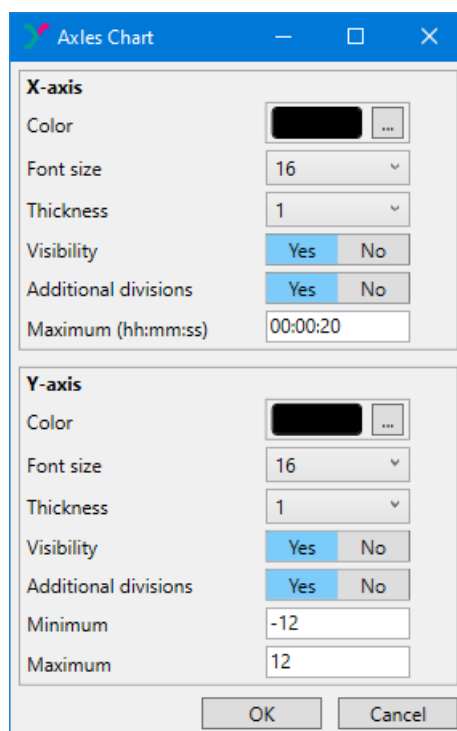 Axles Chart
X-axis
Color ...
Font size 16
Thickness 1
Visibility Yes No
Additional divisions Yes No
Maximum (hh:mm:ss) 00:00:20
Y-axis
Color ...
Font size 16
Thickness 1
Visibility Yes No
Additional divisions Yes No
Minimum -12
Maximum 12
OK Cancel